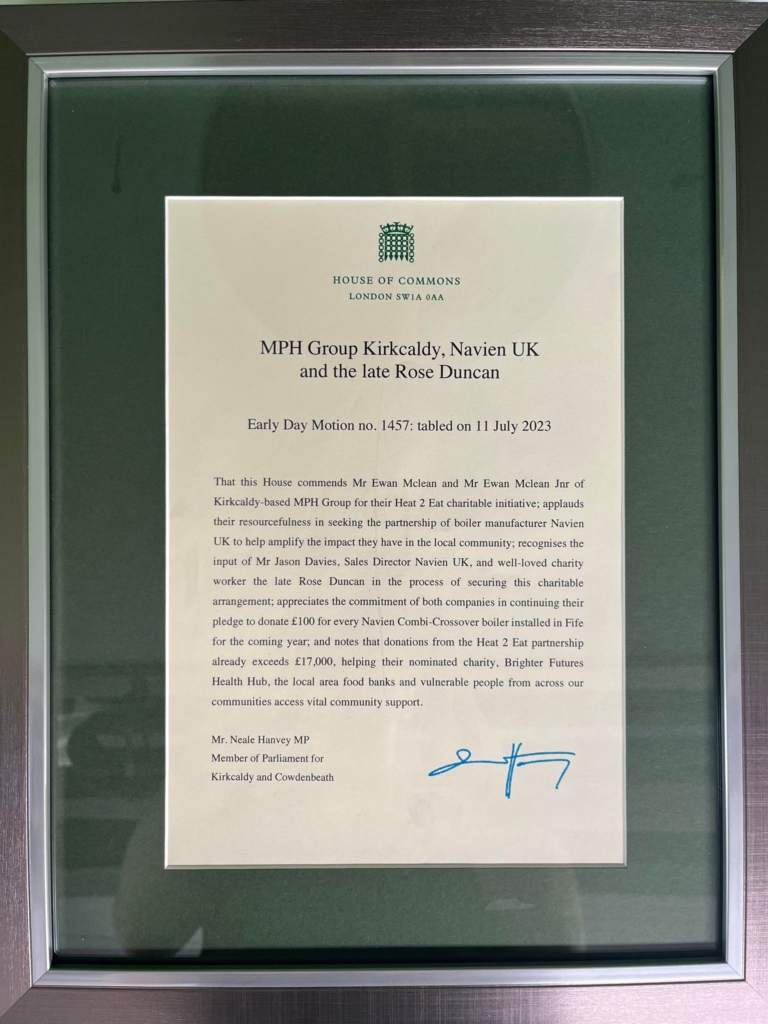 HOUSE OF COMMONS
LONDON SW1A 0AA
MPH Group Kirkcaldy, Navien UK
and the late Rose Duncan
Early Day Motion no. 1457: tabled on 11 July 2023
That this House commends Mr Ewan Mclean and Mr Ewan Mclean Jnr of
Kirkcaldy-based MPH Group for their Heat 2 Eat charitable initiative; applauds
their resourcefulness in seeking the partnership of boiler manufacturer Navien
UK to help amplify the impact they have in the local community; recognises the
input of Mr Jason Davies, Sales Director Navien UK, and well-loved charity
worker the late Rose Duncan in the process of securing this charitable
arrangement; appreciates the commitment of both companies in continuing their
pledge to donate £100 for every Navien Combi-Crossover boiler installed in Fife
for the coming year; and notes that donations from the Heat 2 Eat partnership
already exceeds £17,000, helping their nominated charity, Brighter Futures
Health Hub, the local area food banks and vulnerable people from across our
communities access vital community support.
Mr. Neale Hanvey MP
Member of Parliament for
Kirkcaldy and Cowdenbeath